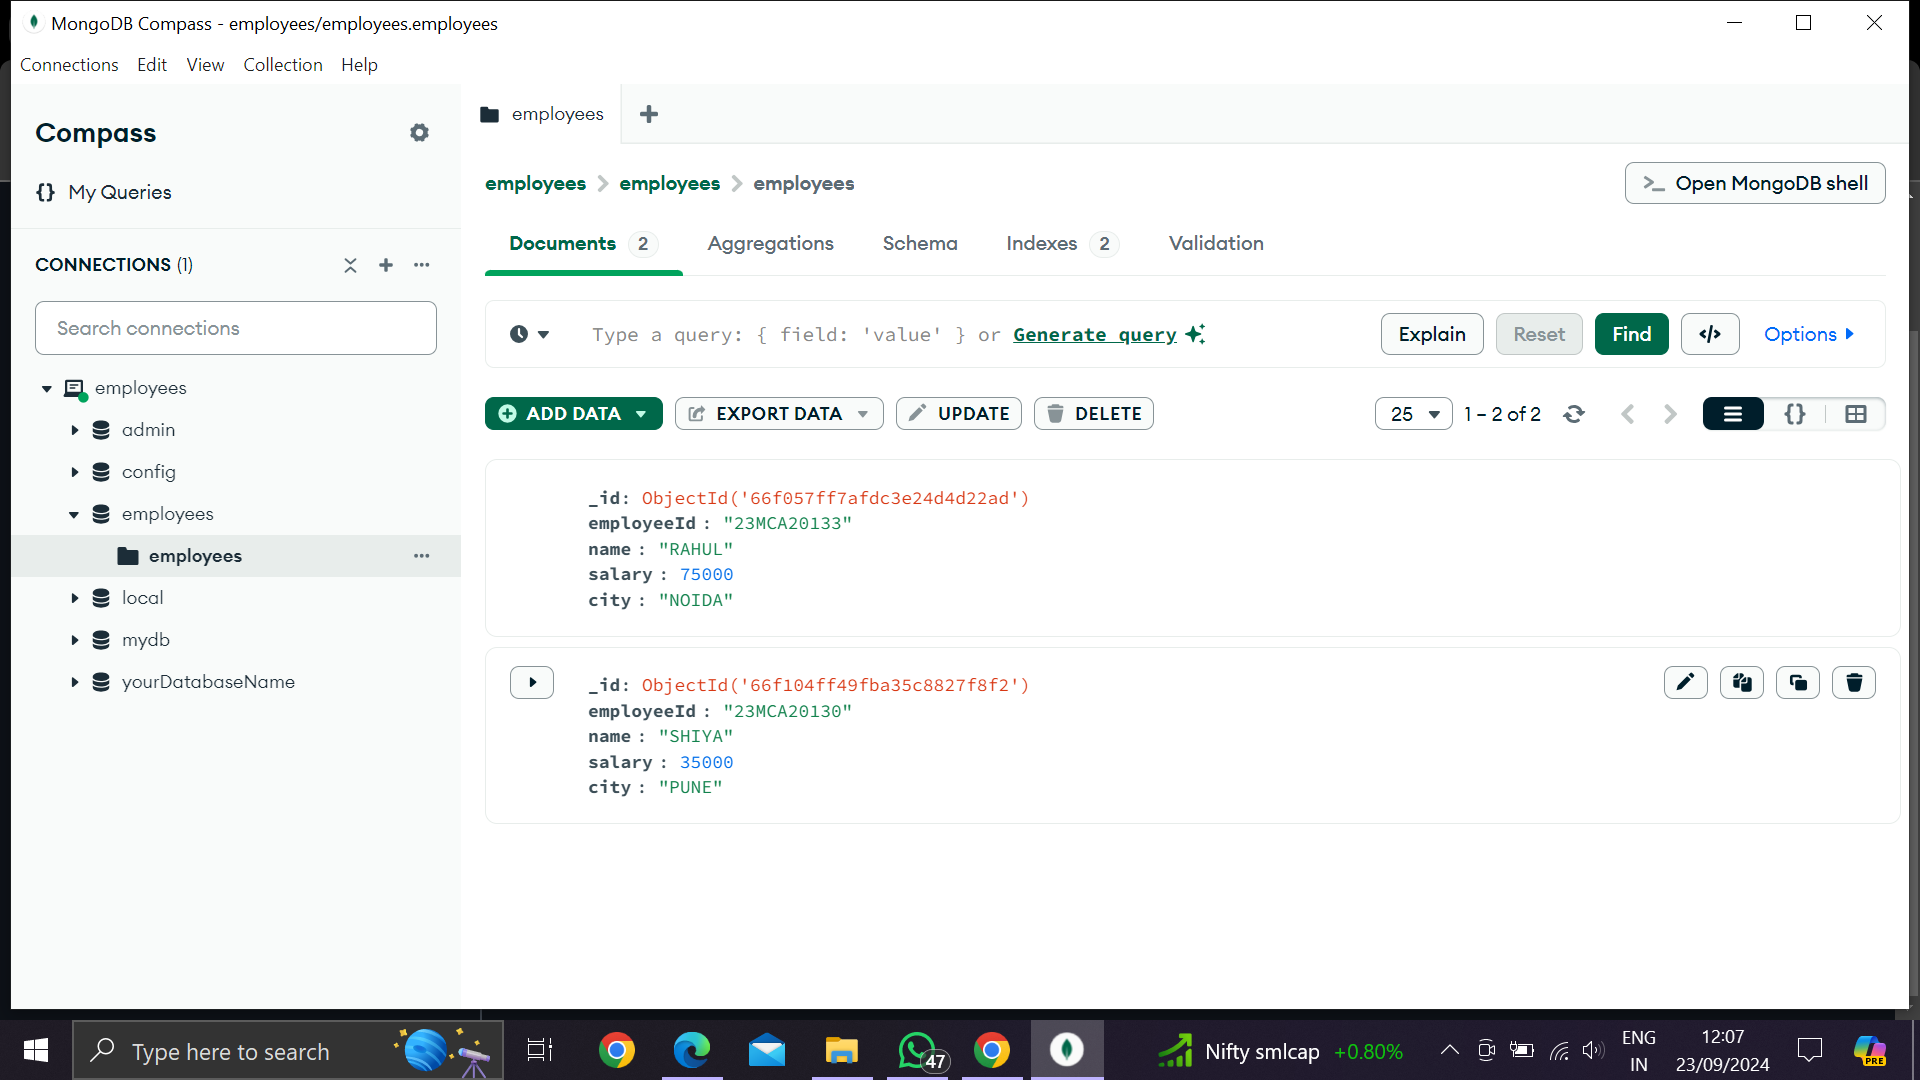 MongoDB Compass - employees/employees.employees
Connections Edit View Collection Help
Compass
{} My Queries
CONNECTIONS (1)
Search connections
employees
admin
config
employees
employees
local
mydb
yourDatabaseName
employees
employees > employees > employees
>_ Open MongoDB shell
Documents 2 Aggregations Schema Indexes 2 Validation
Type a query: { field: 'value' } or Generate query
Explain Reset Find </> Options
ADD DATA EXPORT DATA UPDATE DELETE
25 1 – 2 of 2 {}
_id: ObjectId('66f057ff7afdc3e24d4d22ad')
employeeId : "23MCA20133"
name : "RAHUL"
salary : 75000
city : "NOIDA"
_id: ObjectId('66f104ff49fba35c8827f8f2')
employeeId : "23MCA20130"
name : "SHIYA"
salary : 35000
city : "PUNE"
Type here to search
47
Nifty smlcap +0.80%
ENG
IN
12:07
23/09/2024
PRE